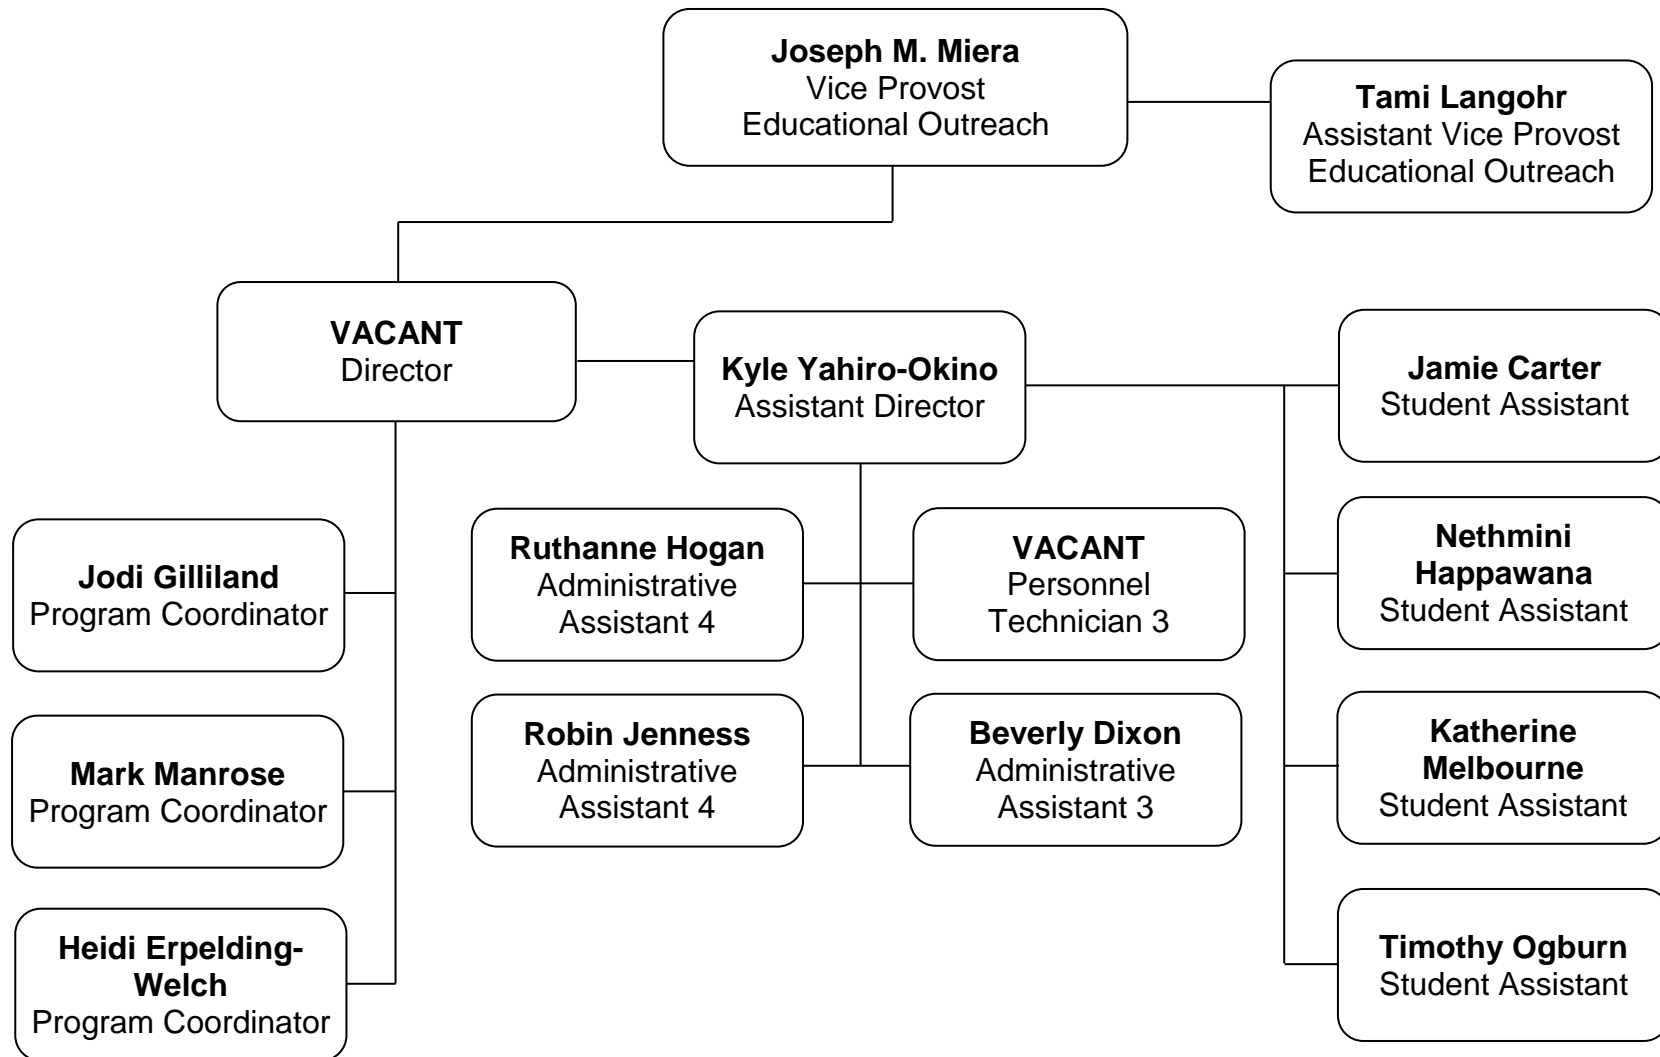 Joseph M. Miera
Vice Provost
Educational Outreach
Tami Langohr
Assistant Vice Provost
Educational Outreach
VACANT
Director
Kyle Yahiro-Okino
Assistant Director
Jamie Carter
Student Assistant
Jodi Gilliland
Program Coordinator
Ruthanne Hogan
Administrative
Assistant 4
VACANT
Personnel
Technician 3
Nethmini
Happawana
Student Assistant
Mark Manrose
Program Coordinator
Robin Jenness
Administrative
Assistant 4
Beverly Dixon
Administrative
Assistant 3
Katherine
Melbourne
Student Assistant
Heidi Erpelding-
Welch
Program Coordinator
Timothy Ogburn
Student Assistant